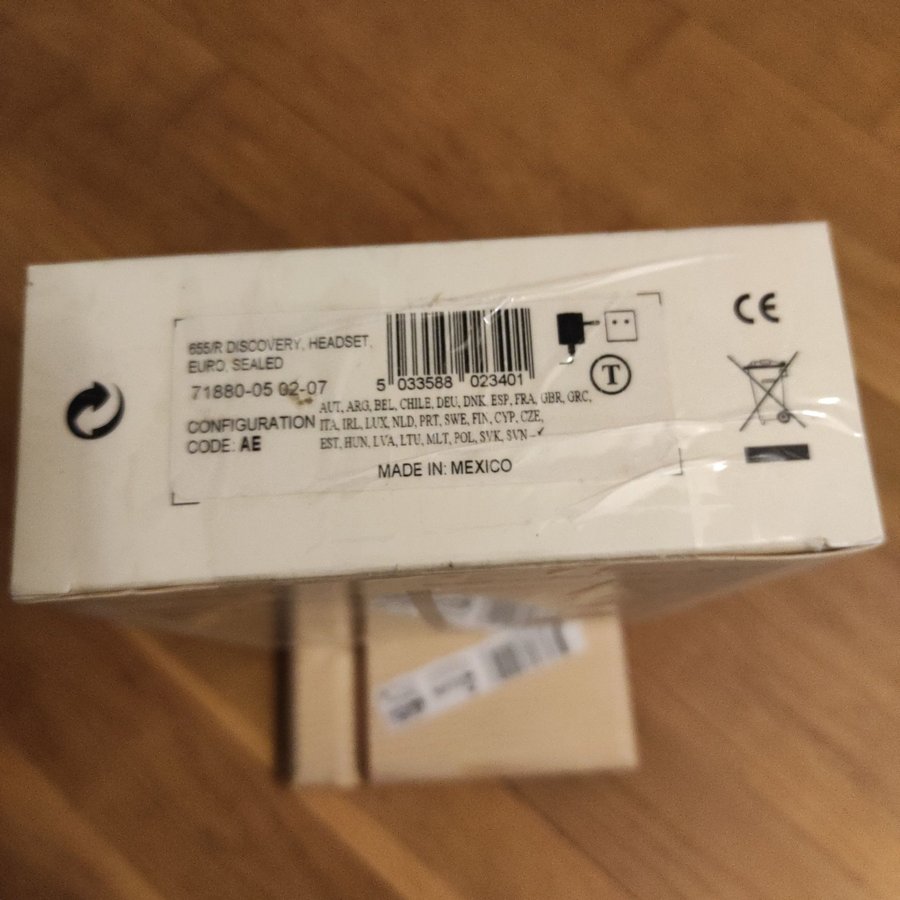 655/R DISCOVERY, HEADSET,
EURO, SEALED
71880-05 02-07
CONFIGURATION
CODE: AE
5 033588 023401
T
AUT, ARG, BEL, CHILE, DEU, DNK, ESP, FRA, GBR, GRC,
ITA, IRL, LUX, NLD, PRT, SWE, FIN, CYP, CZE,
EST, HUN, LVA, LTU, MLT, POL, SVK, SVN
MADE IN: MEXICO
CE